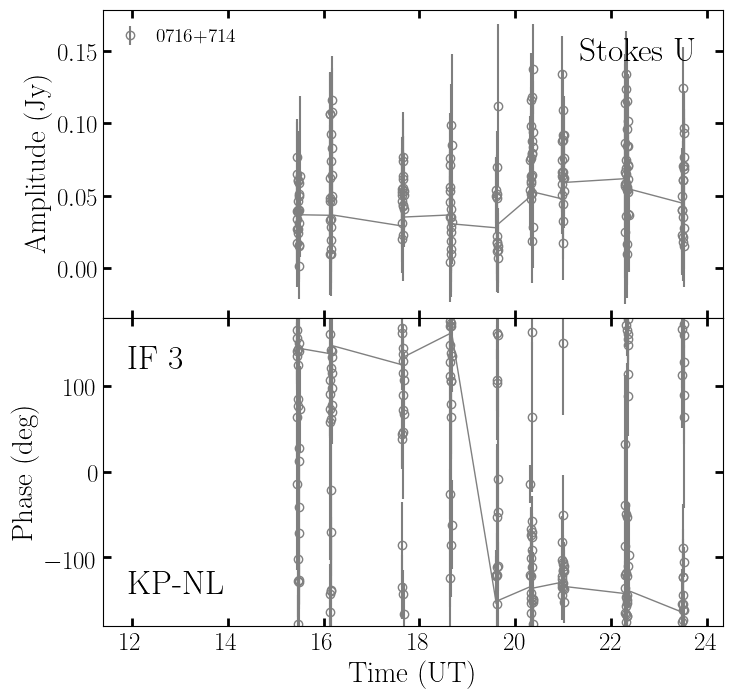 0716+714
Stokes U
0.15
0.10
0.05
0.00
Amplitude (Jy)
IF 3
100
0
−100
Phase (deg)
KP-NL
12 14 16 18 20 22 24
Time (UT)